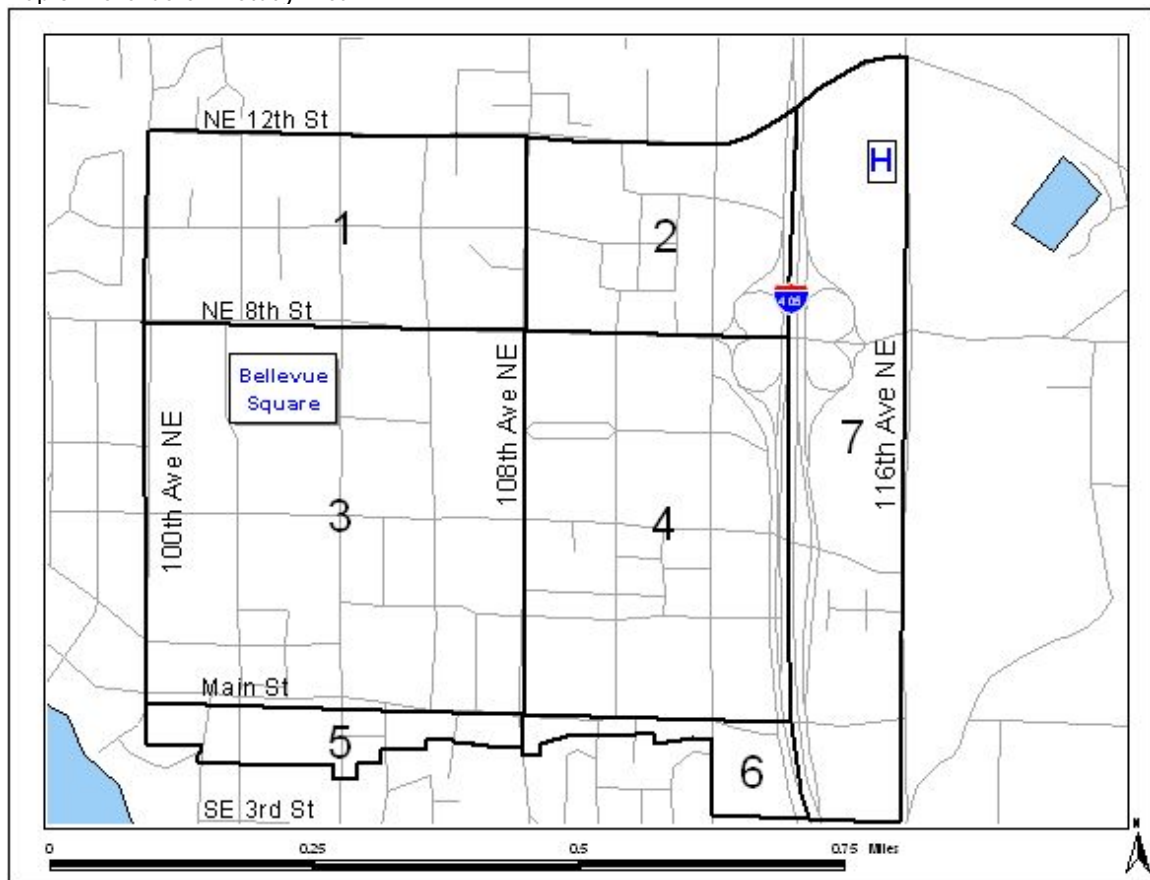 NE 12th St
H
1
2
NE 8th St
405
Bellevue
Square
100th Ave NE
108th Ave NE
116th Ave NE
7
3
4
Main St
5
6
SE 3rd St
N
0
0.25
0.5
0.75 Miles